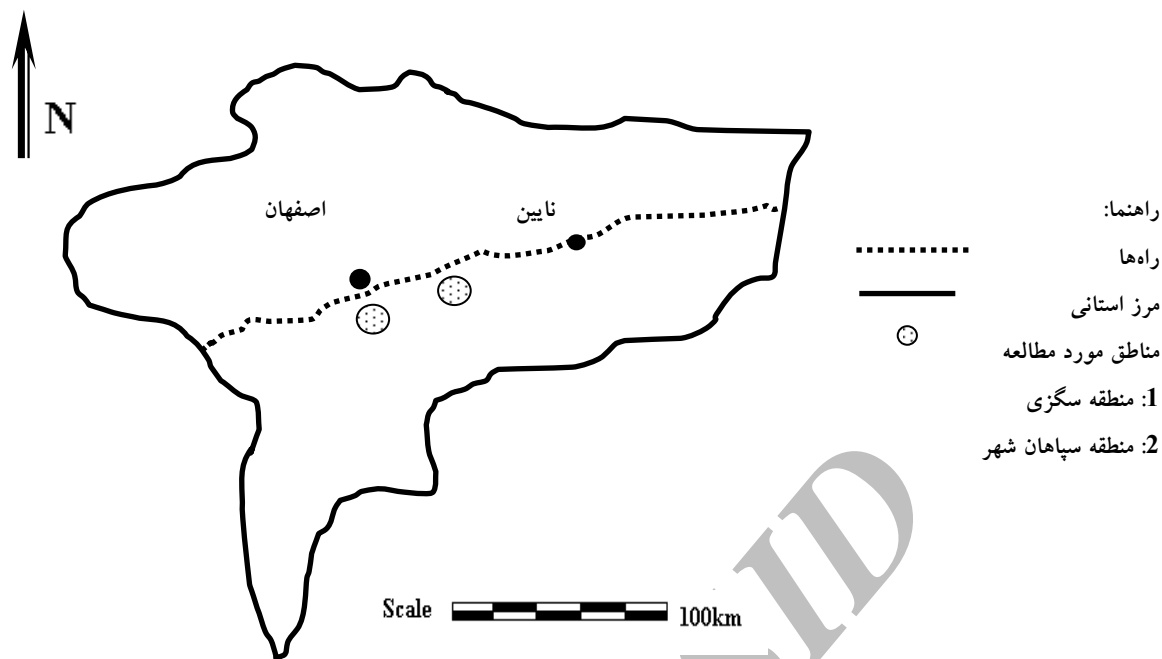 N
اصفهان
نایین
راهنما:
راه‌ها
مرز استانی
مناطق مورد مطالعه
1: منطقه سگزی
2: منطقه سپاهان شهر
Scale 100km